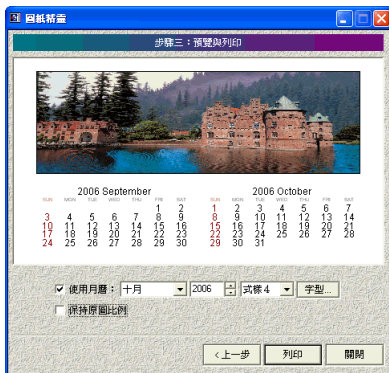 圖紙精靈
步驟三：預覽與列印
2006 September
SUN MON TUE WED THU FRI SAT
1 2
3 4 5 6 7 8 9
10 11 12 13 14 15 16
17 18 19 20 21 22 23
24 25 26 27 28 29 30
2006 October
SUN MON TUE WED THU FRI SAT
1 2 3 4 5 6 7
8 9 10 11 12 13 14
15 16 17 18 19 20 21
22 23 24 25 26 27 28
29 30 31
使用月曆： 十月 2006 式樣 4 字型...
保持原圖比例
<上一步 列印 關閉